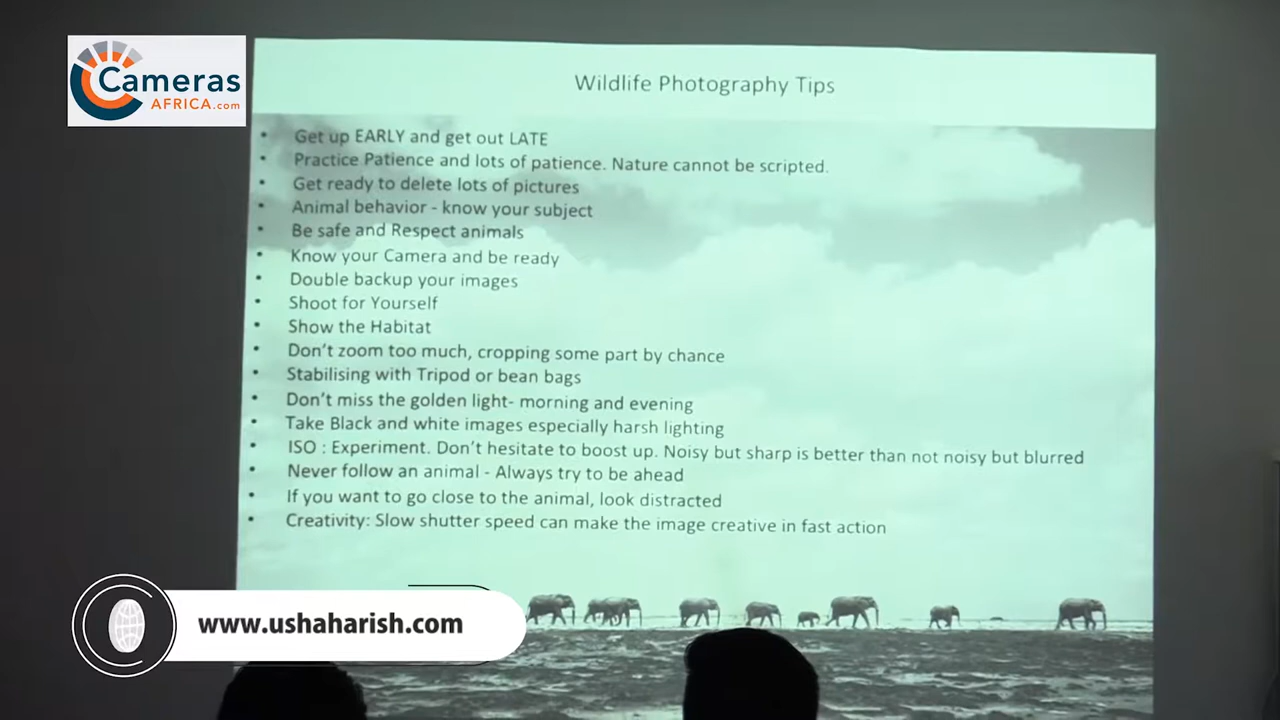 Cameras
AFRICA.com
Wildlife Photography Tips
• Get up EARLY and get out LATE
• Practice Patience and lots of patience. Nature cannot be scripted.
• Get ready to delete lots of pictures
• Animal behavior - know your subject
• Be safe and Respect animals
• Know your Camera and be ready
• Double backup your images
• Shoot for Yourself
• Show the Habitat
• Don't zoom too much, cropping some part by chance
• Stabilising with Tripod or bean bags
• Don't miss the golden light- morning and evening
• Take Black and white images especially harsh lighting
• ISO : Experiment. Don't hesitate to boost up. Noisy but sharp is better than not noisy but blurred
• Never follow an animal - Always try to be ahead
• If you want to go close to the animal, look distracted
• Creativity: Slow shutter speed can make the image creative in fast action
www.ushaharish.com